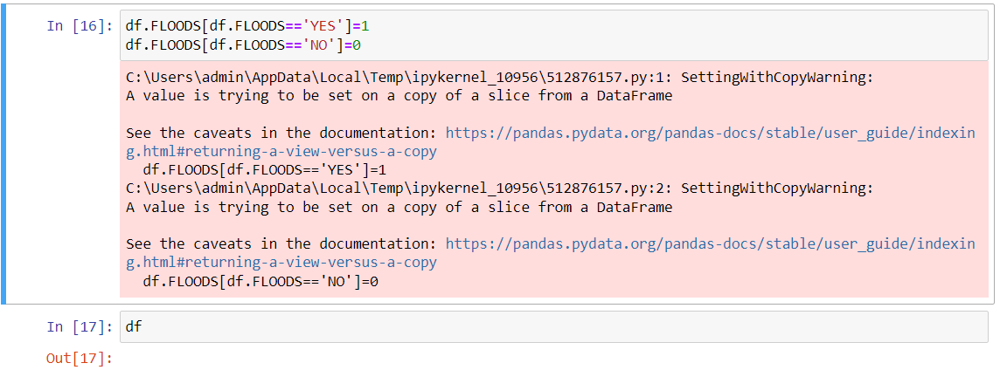 In [16]: df.FLOODS[df.FLOODS=='YES']=1
df.FLOODS[df.FLOODS=='NO']=0
C:\Users\admin\AppData\Local\Temp\ipykernel_10956\512876157.py:1: SettingWithCopyWarning:
A value is trying to be set on a copy of a slice from a DataFrame
See the caveats in the documentation: https://pandas.pydata.org/pandas-docs/stable/user_guide/indexin
g.html#returning-a-view-versus-a-copy
df.FLOODS[df.FLOODS=='YES']=1
C:\Users\admin\AppData\Local\Temp\ipykernel_10956\512876157.py:2: SettingWithCopyWarning:
A value is trying to be set on a copy of a slice from a DataFrame
See the caveats in the documentation: https://pandas.pydata.org/pandas-docs/stable/user_guide/indexin
g.html#returning-a-view-versus-a-copy
df.FLOODS[df.FLOODS=='NO']=0
In [17]: df
Out[17]: